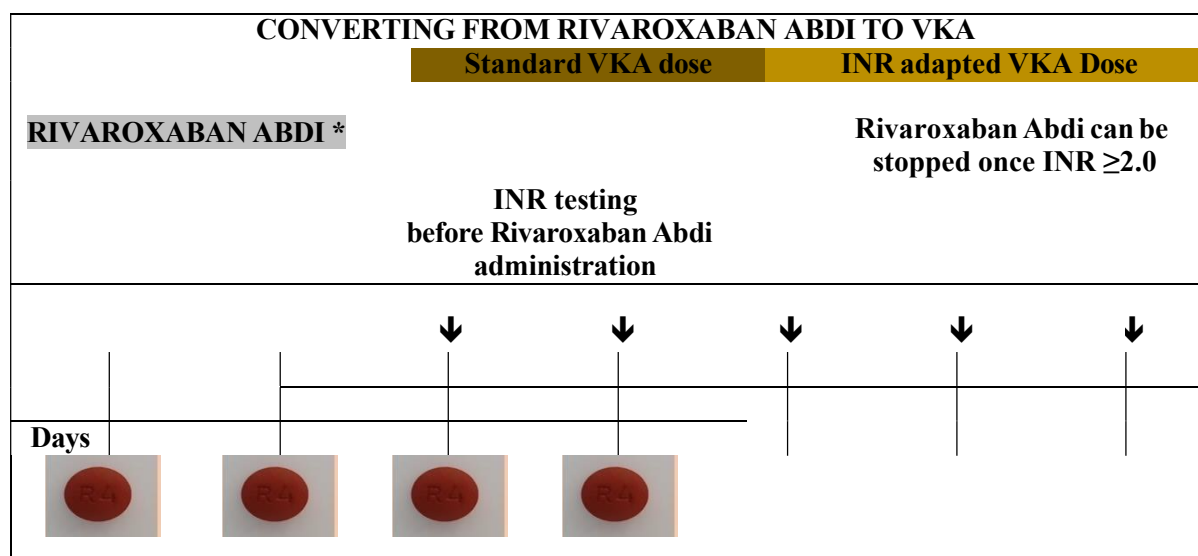 CONVERTING FROM RIVAROXABAN ABDI TO VKA
Standard VKA dose
INR adapted VKA Dose
RIVAROXABAN ABDI *
Rivaroxaban Abdi can be
stopped once INR ≥2.0
INR testing
before Rivaroxaban Abdi
administration
Days
R4
R4
R4
R4